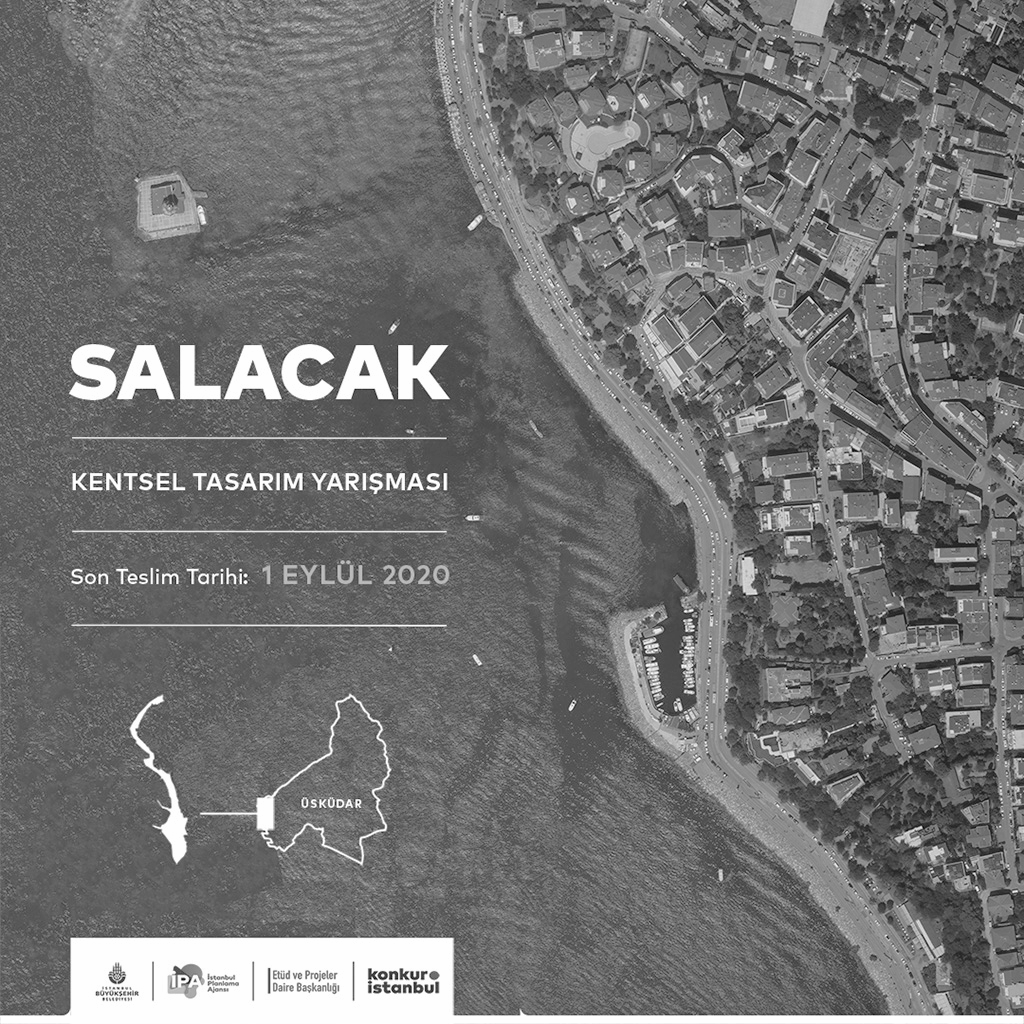 SALACAK
KENTSEL TASARIM YARIŞMASI
Son Teslim Tarihi: 1 EYLÜL 2020
ÜSKÜDAR
İSTANBUL
BÜYÜKŞEHİR
BELEDİYESİ
İPA
İstanbul
Planlama
Ajansı
Etüd ve Projeler
Daire Başkanlığı
konkur
istanbul